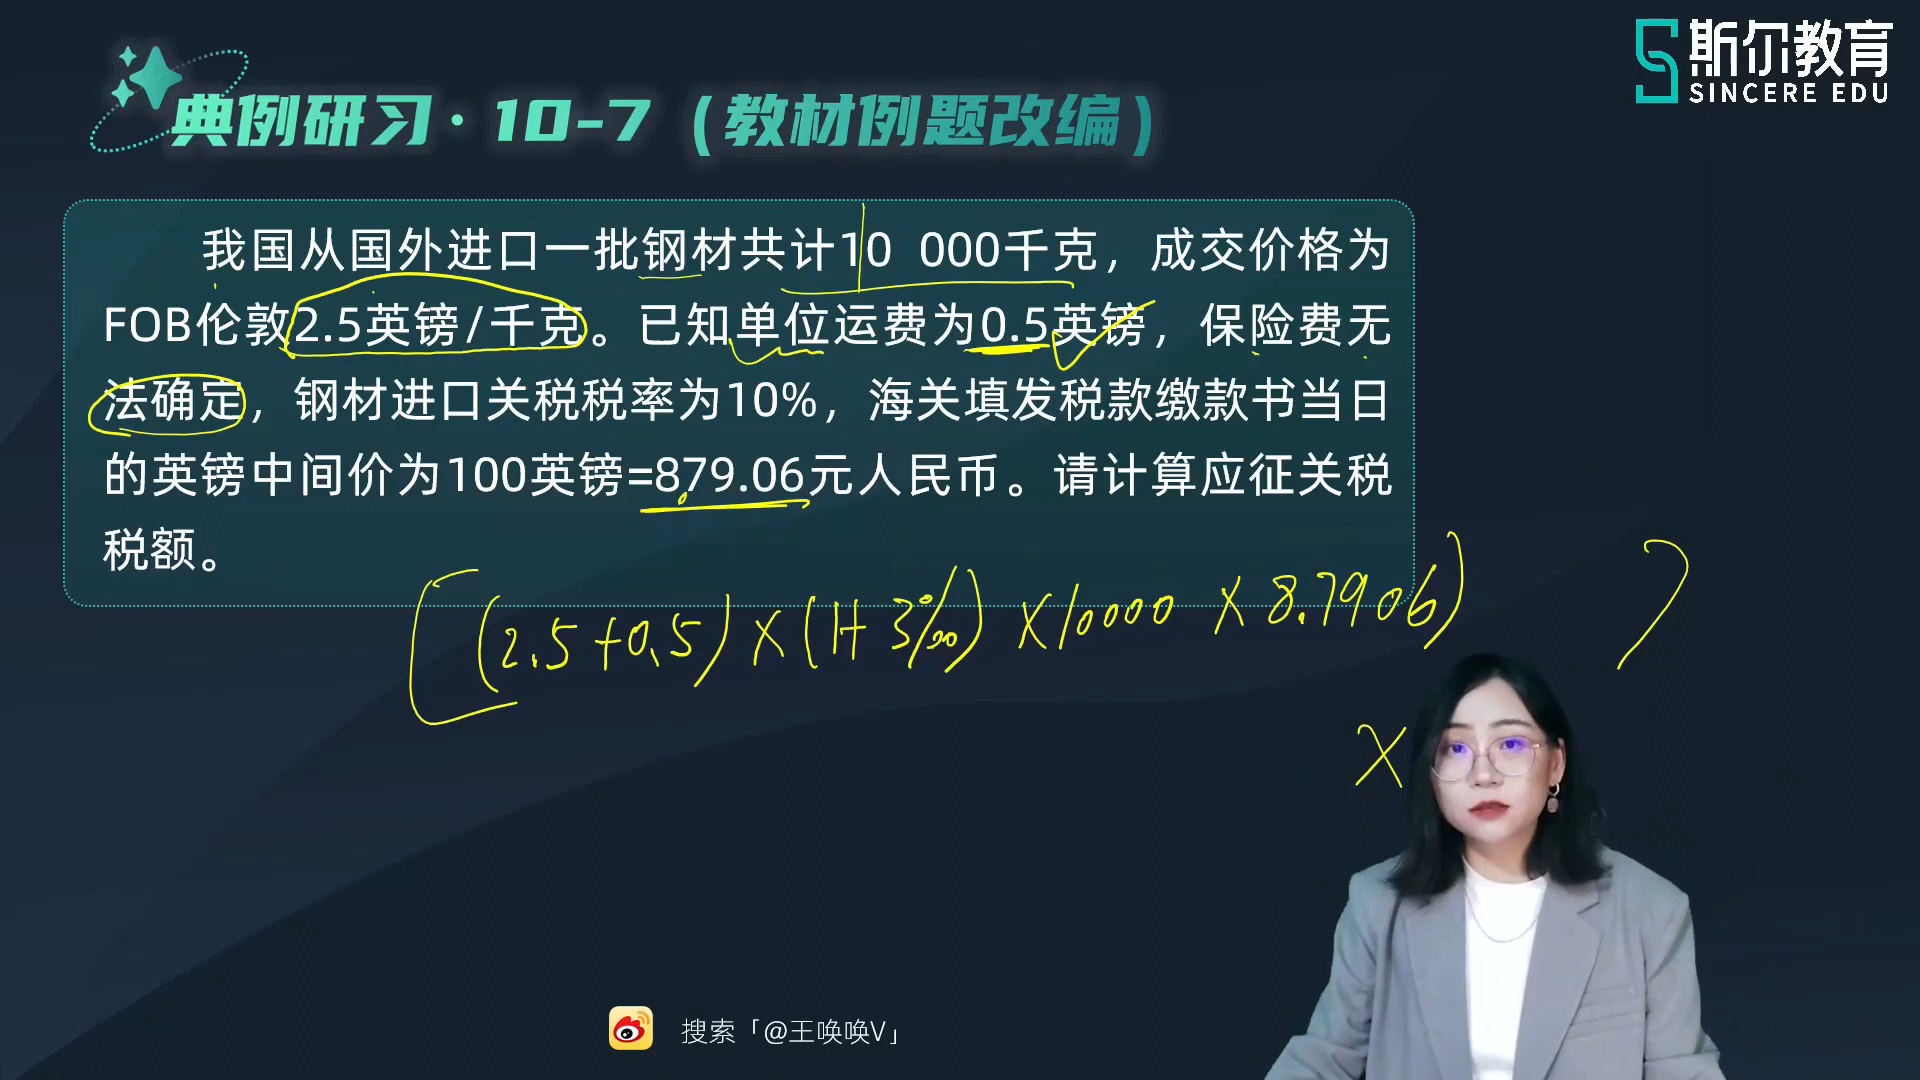 斯尔教育
SINCERE EDU
典例研习·10-7（教材例题改编）
我国从国外进口一批钢材共计10 000千克，成交价格为
FOB伦敦2.5英镑/千克。已知单位运费为0.5英镑，保险费无
法确定，钢材进口关税税率为10%，海关填发税款缴款书当日
的英镑中间价为100英镑=879.06元人民币。请计算应征关税
税额。
[(2.5+0.5)×(1+3‰)×10000×8.7906)
)
×
搜索「@王唤唤V」